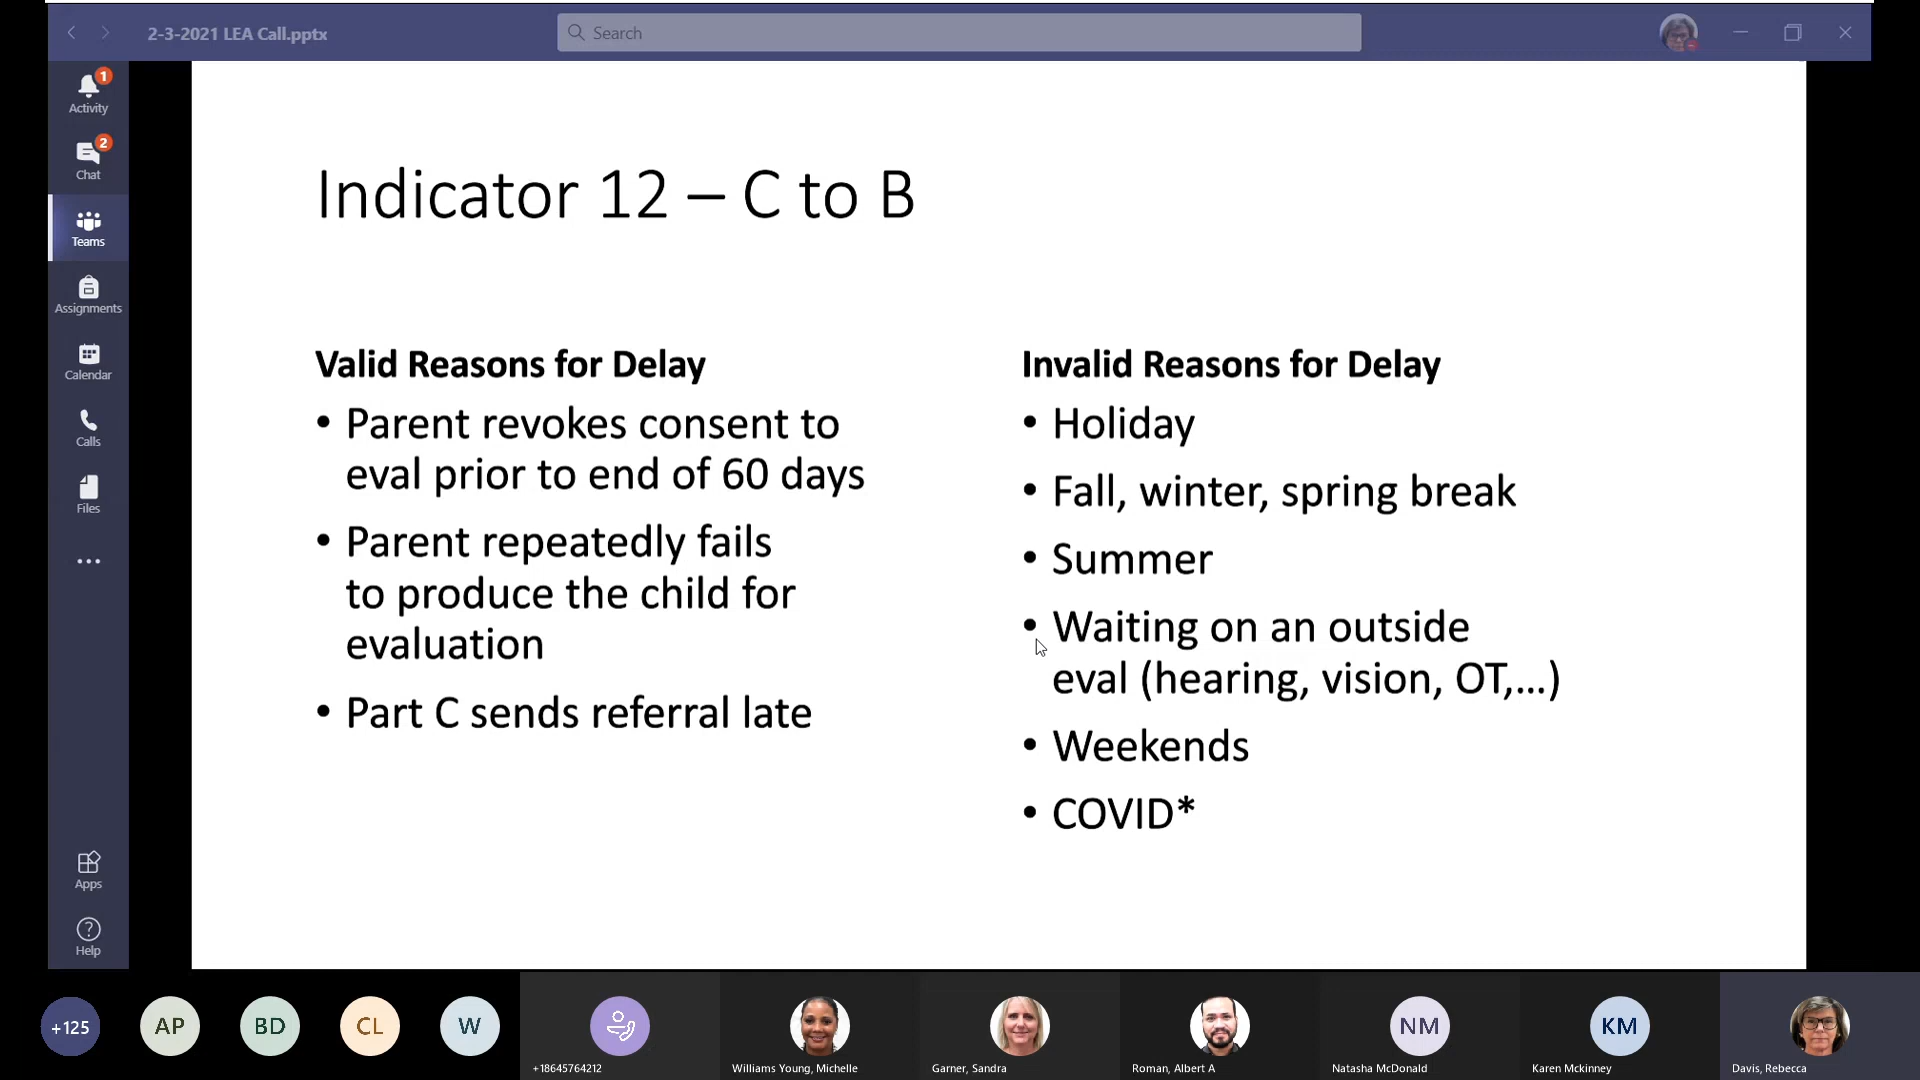 2-3-2021 LEA Call.pptx
Search
1
Activity
2
Chat
Teams
Assignments
Calendar
Calls
Files
Apps
Help
Indicator 12 – C to B
Valid Reasons for Delay
• Parent revokes consent to
eval prior to end of 60 days
• Parent repeatedly fails
to produce the child for
evaluation
• Part C sends referral late
Invalid Reasons for Delay
• Holiday
• Fall, winter, spring break
• Summer
• Waiting on an outside
eval (hearing, vision, OT,...)
• Weekends
• COVID*
+125
AP
BD
CL
W
+18645764212
Williams Young, Michelle
Garner, Sandra
Roman, Albert A
NM
Natasha McDonald
KM
Karen Mckinney
Davis, Rebecca